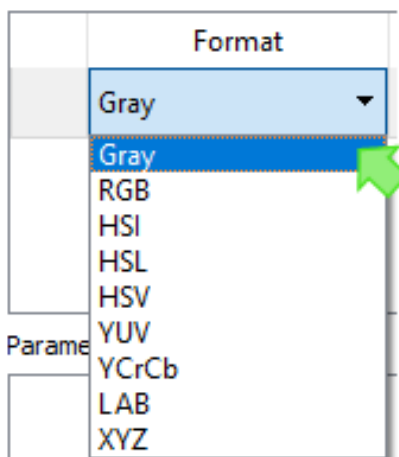 Format
Gray
Gray
RGB
HSI
HSL
HSV
YUV
Parame
YCrCb
LAB
XYZ